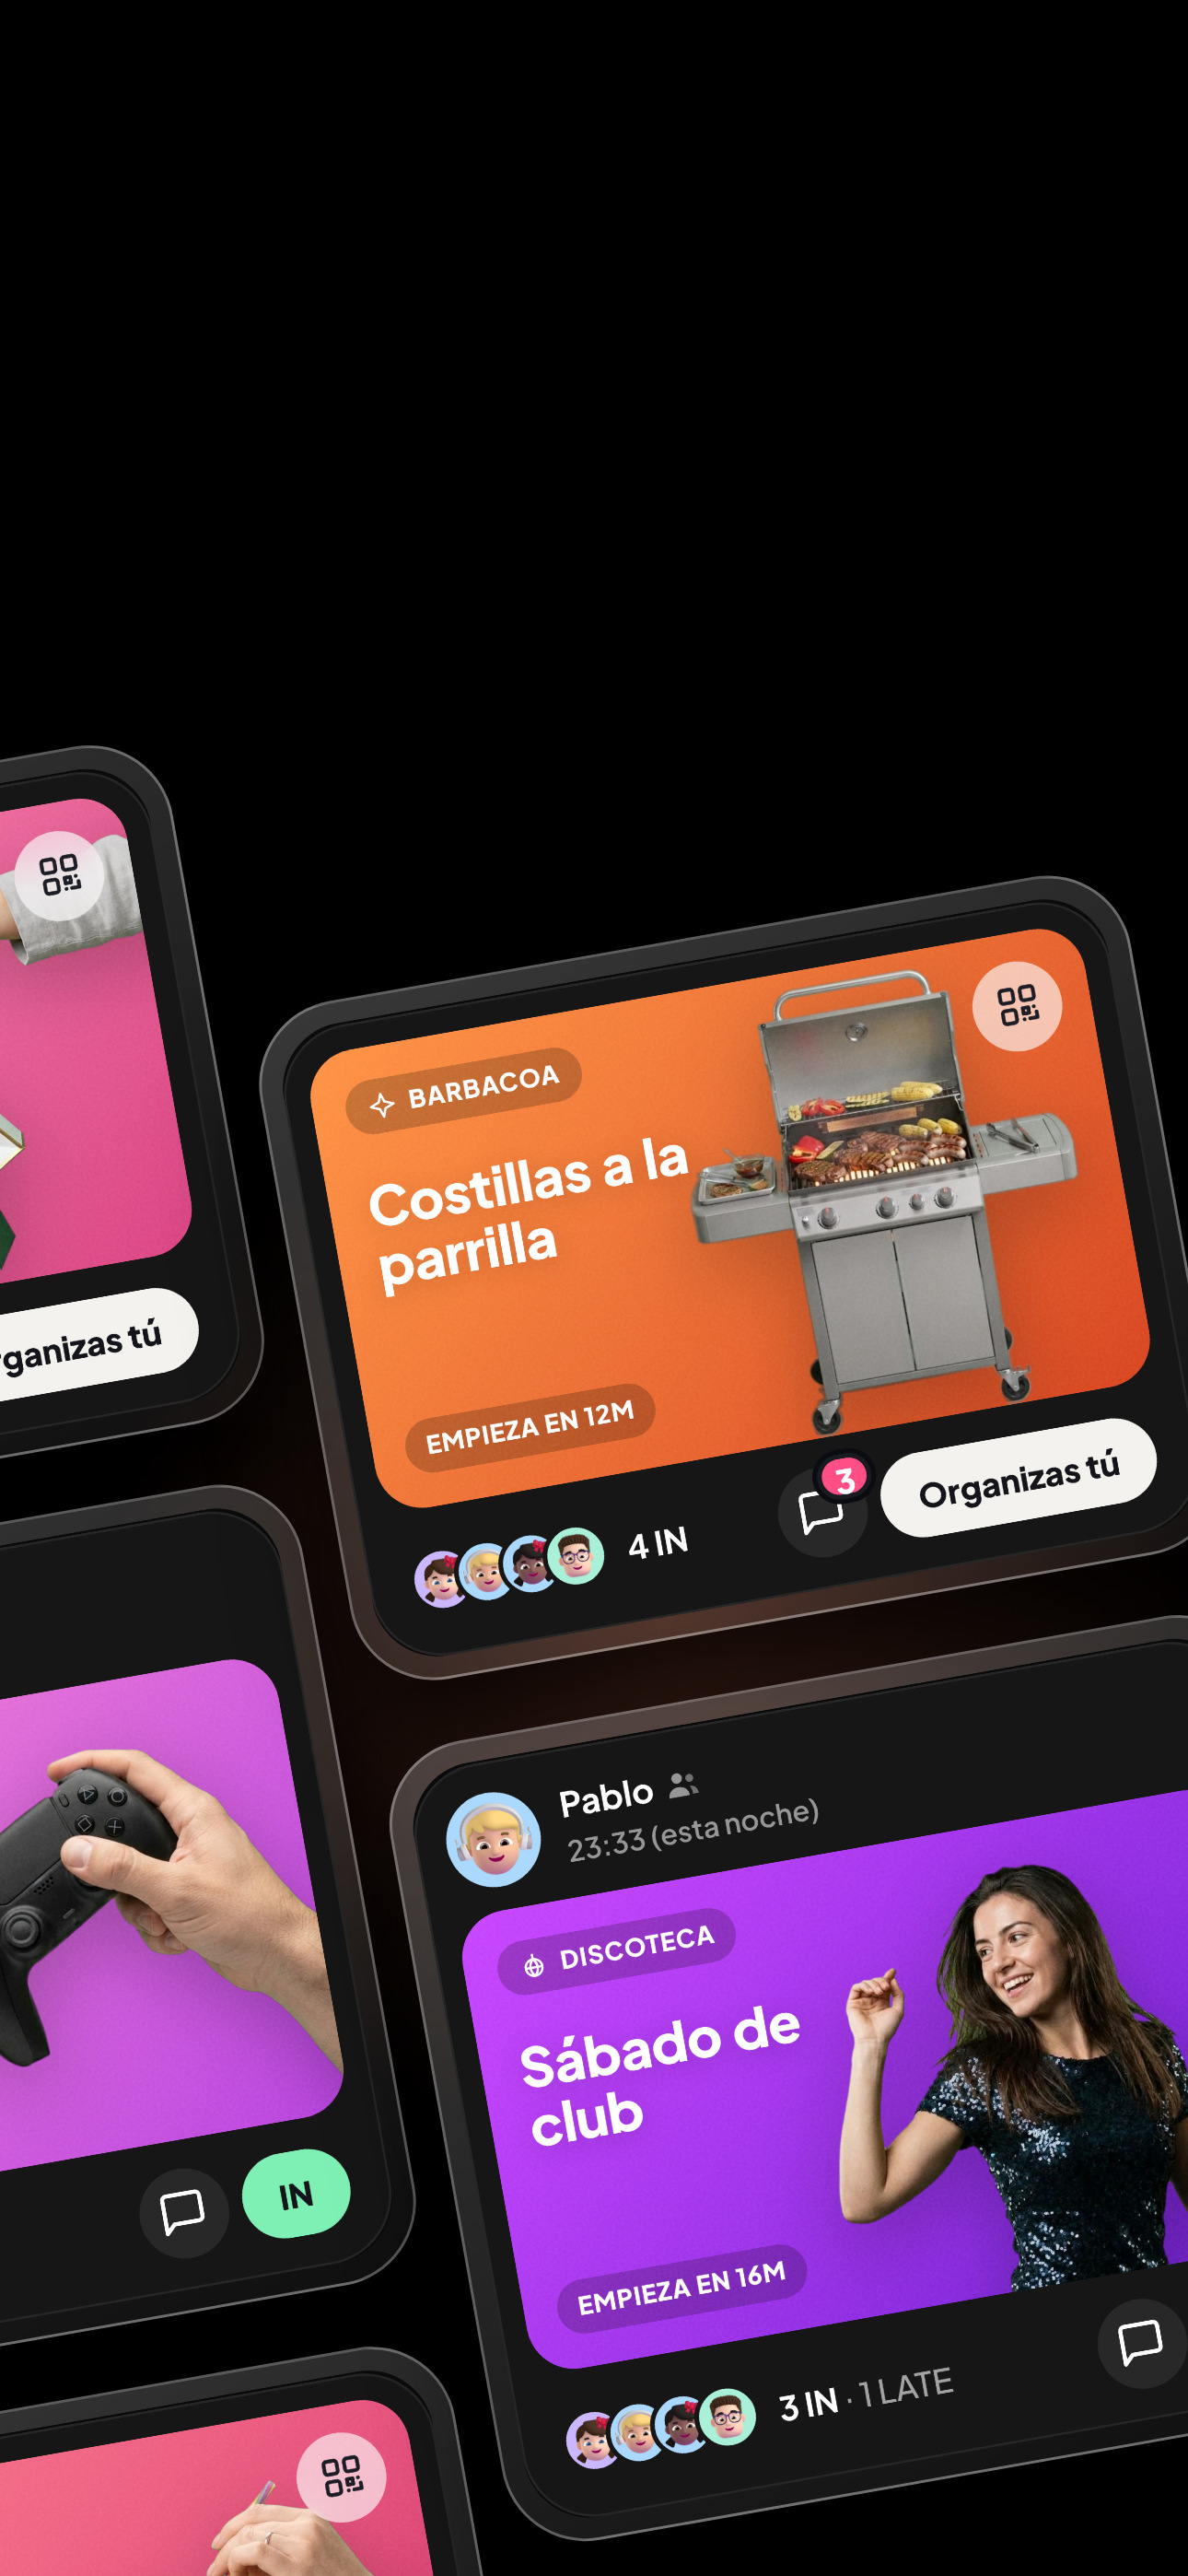 BARBACOA
Costillas a la
parrilla
EMPIEZA EN 12M
4 IN
3
Organizas tú
rganizas tú
IN
Pablo
23:33 (esta noche)
DISCOTECA
Sábado de
club
EMPIEZA EN 16M
3 IN · 1 LATE